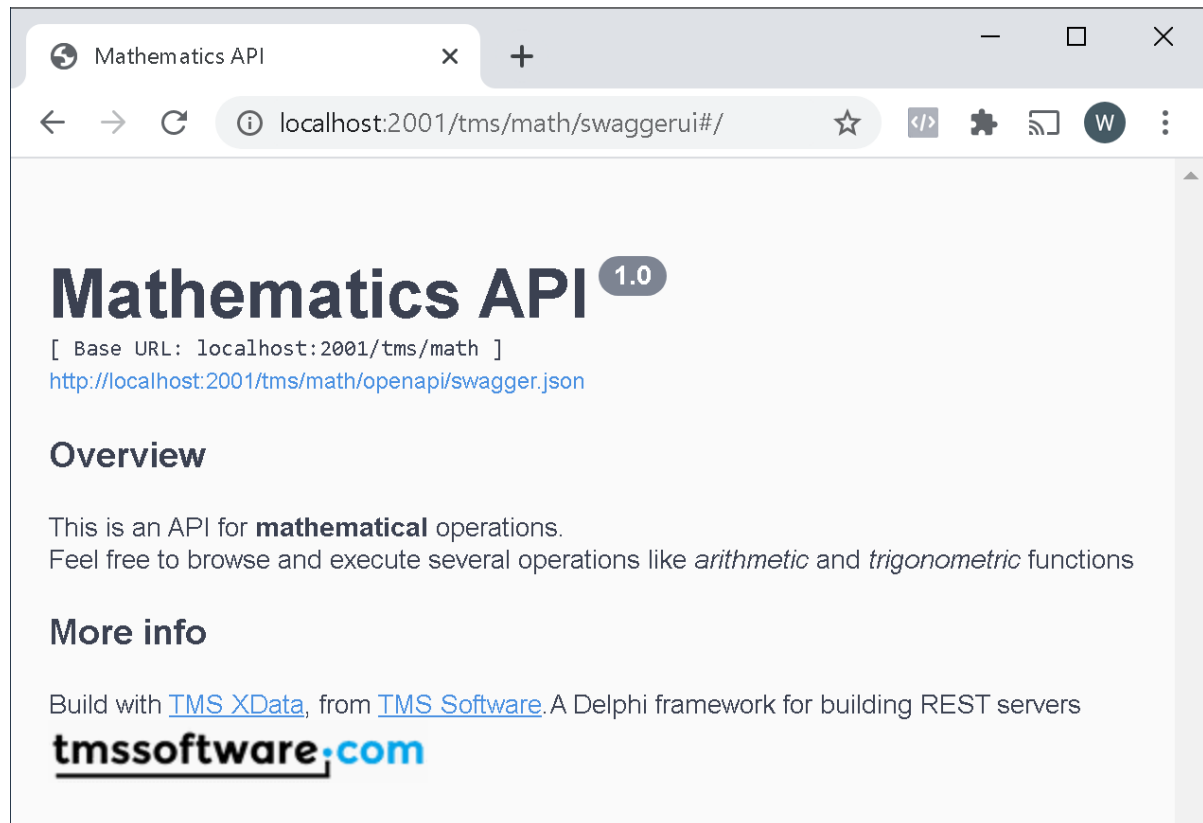 Mathematics API
localhost:2001/tms/math/swaggerui#/
W
Mathematics API 1.0
[ Base URL: localhost:2001/tms/math ]
http://localhost:2001/tms/math/openapi/swagger.json
Overview
This is an API for mathematical operations.
Feel free to browse and execute several operations like arithmetic and trigonometric functions
More info
Build with TMS XData, from TMS Software.A Delphi framework for building REST servers
tmssoftware.com